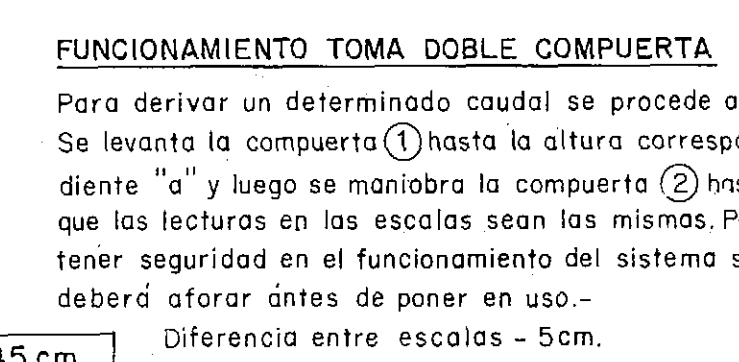 FUNCIONAMIENTO TOMA DOBLE COMPUERTA
Para derivar un determinado caudal se procede a
Se levanta la compuerta (1) hasta la altura correspo
diente "a" y luego se maniobra la compuerta (2) has
que las lecturas en las escalas sean las mismas. P
tener seguridad en el funcionamiento del sistema s
deberá aforar ántes de poner en uso.-
Diferencia entre escalas - 5cm.
45 cm